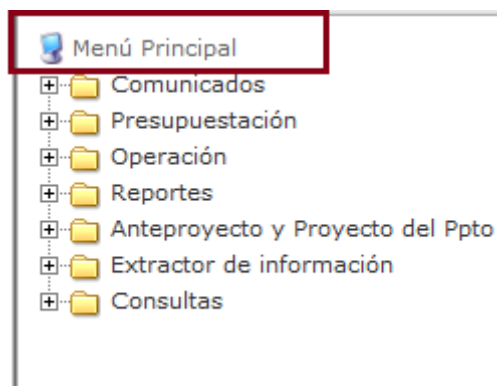 Menú Principal
Comunicados
Presupuestación
Operación
Reportes
Anteproyecto y Proyecto del Ppto
Extractor de información
Consultas